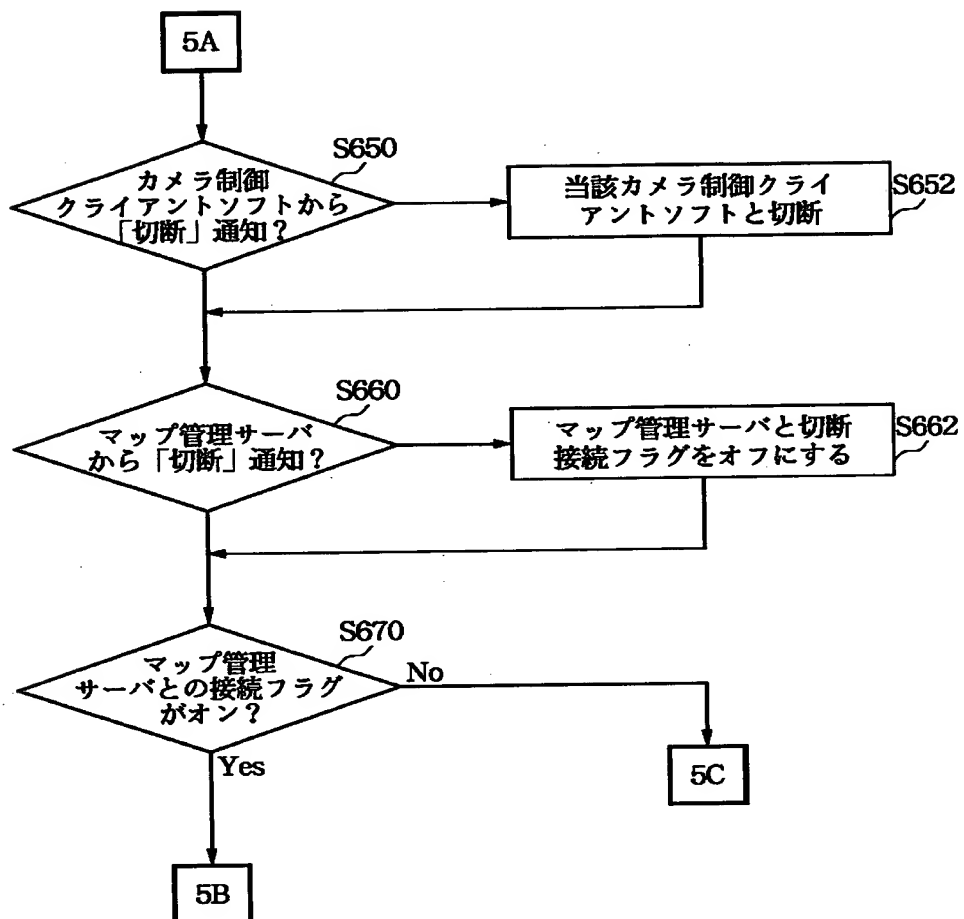 5A
S650
カメラ制御
クライアントソフトから
「切断」通知？
当該カメラ制御クライ
アントソフトと切断
S652
S660
マップ管理サーバ
から「切断」通知？
マップ管理サーバと切断
接続フラグをオフにする
S662
S670
マップ管理
サーバとの接続フラグ
がオン？
No
Yes
5C
5B